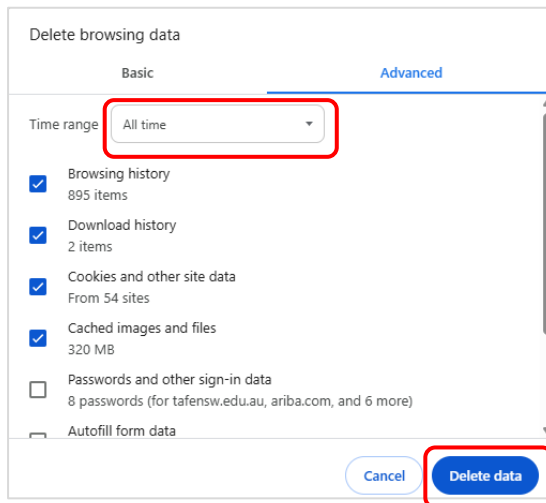 Delete browsing data
Basic
Advanced
Time range
All time
Browsing history
895 items
Download history
2 items
Cookies and other site data
From 54 sites
Cached images and files
320 MB
Passwords and other sign-in data
8 passwords (for tafensw.edu.au, ariba.com, and 6 more)
Autofill form data
Cancel
Delete data